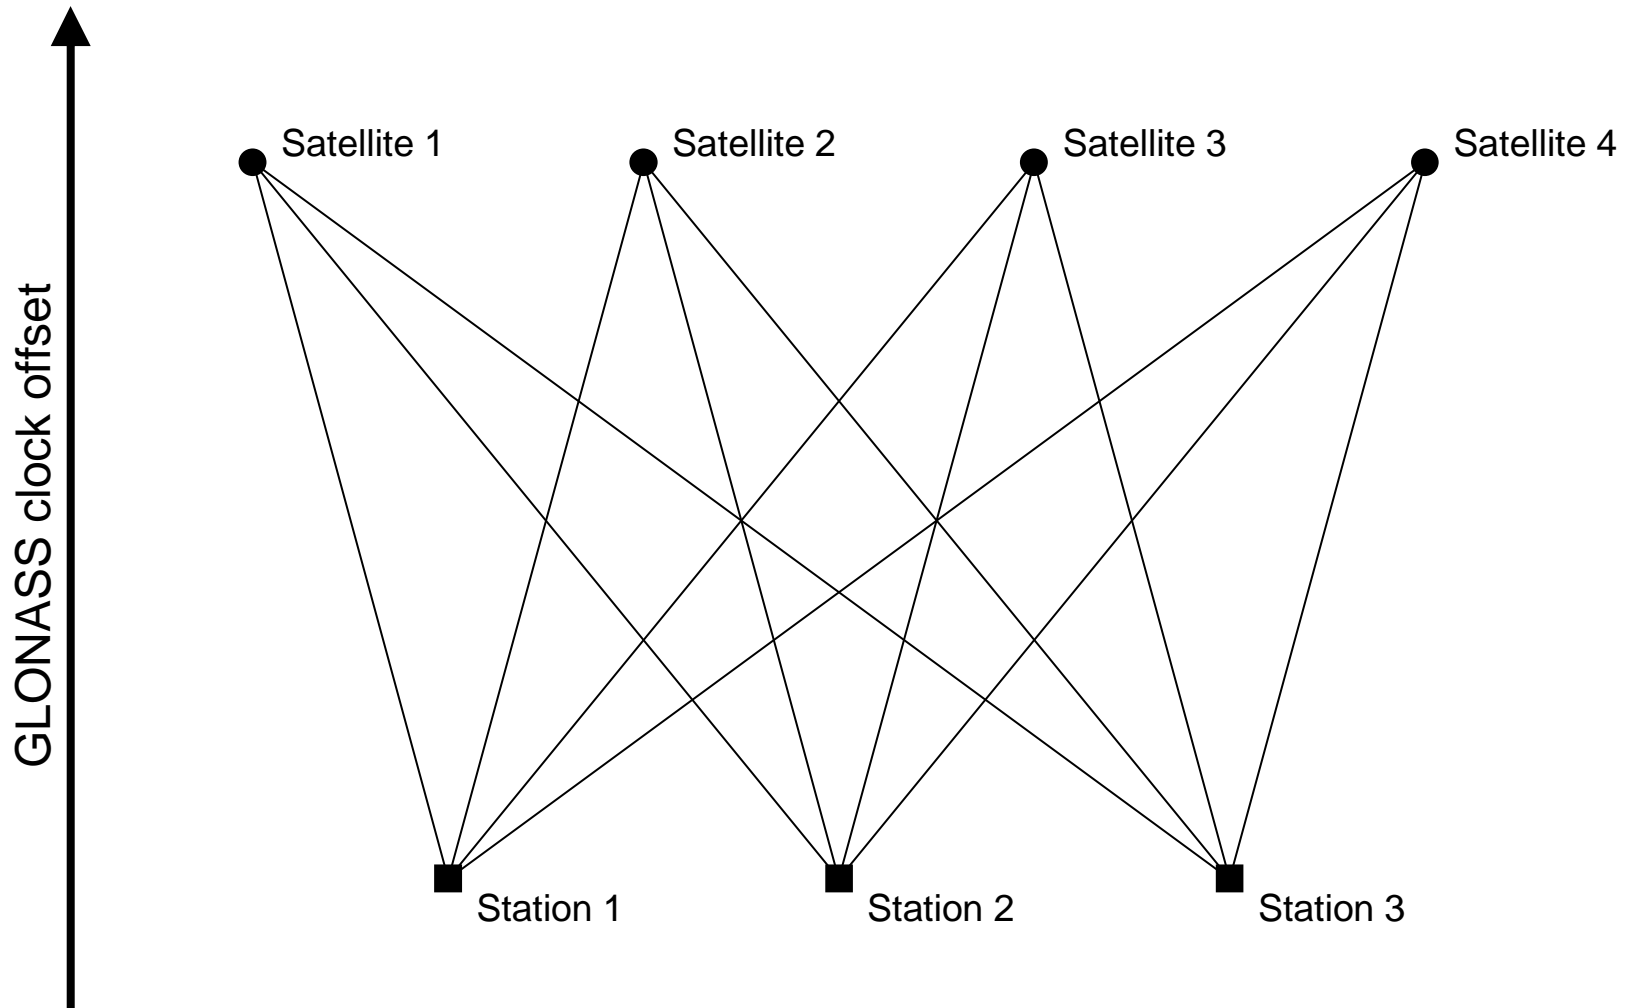 Satellite 1
Satellite 2
Satellite 3
Satellite 4
GLONASS clock offset
Station 1
Station 2
Station 3